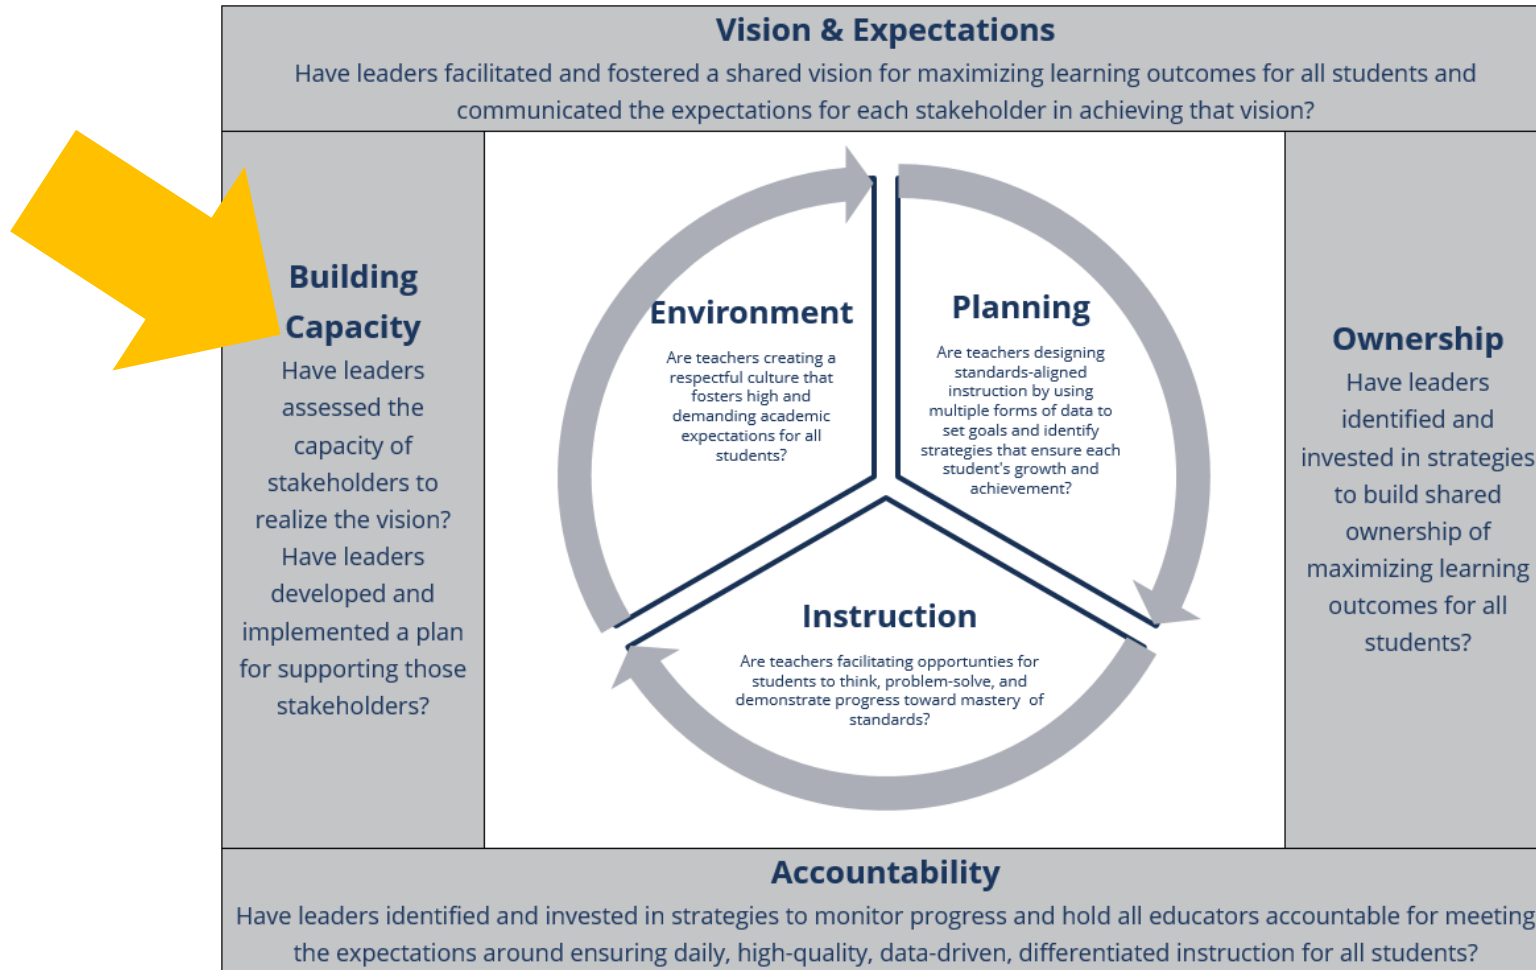 Vision & Expectations
Have leaders facilitated and fostered a shared vision for maximizing learning outcomes for all students and
communicated the expectations for each stakeholder in achieving that vision?
Building
Capacity
Have leaders
assessed the
capacity of
stakeholders to
realize the vision?
Have leaders
developed and
implemented a plan
for supporting those
stakeholders?
Environment
Are teachers creating a
respectful culture that
fosters high and
demanding academic
expectations for all
students?
Planning
Are teachers designing
standards-aligned
instruction by using
multiple forms of data to
set goals and identify
strategies that ensure each
student's growth and
achievement?
Instruction
Are teachers facilitating opportunties for
students to think, problem-solve, and
demonstrate progress toward mastery of
standards?
Ownership
Have leaders
identified and
invested in strategies
to build shared
ownership of
maximizing learning
outcomes for all
students?
Accountability
Have leaders identified and invested in strategies to monitor progress and hold all educators accountable for meeting
the expectations around ensuring daily, high-quality, data-driven, differentiated instruction for all students?